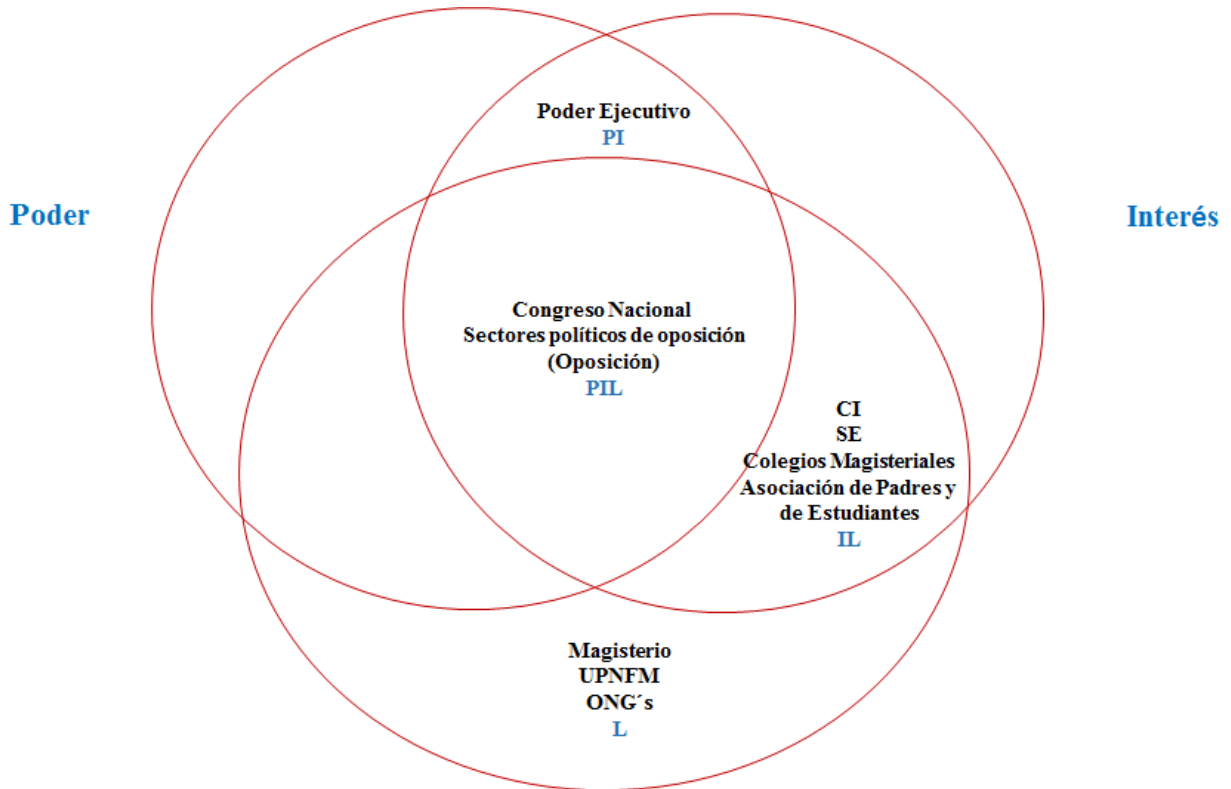 Poder Ejecutivo
PI
Poder
Interés
Congreso Nacional
Sectores políticos de oposición
(Oposición)
PIL
CI
SE
Colegios Magisteriales
Asociación de Padres y
de Estudiantes
IL
Magisterio
UPNFM
ONG´s
L